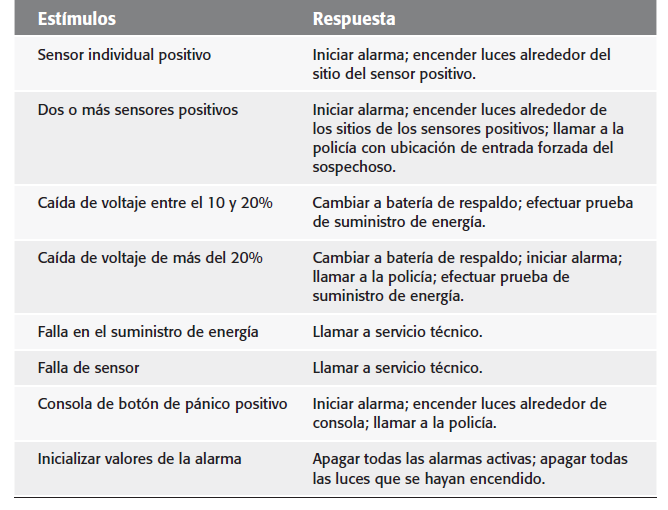 Estímulos Respuesta
Sensor individual positivo Iniciar alarma; encender luces alrededor del
sitio del sensor positivo.
Dos o más sensores positivos Iniciar alarma; encender luces alrededor de
los sitios de los sensores positivos; llamar a la
policía con ubicación de entrada forzada del
sospechoso.
Caída de voltaje entre el 10 y 20% Cambiar a batería de respaldo; efectuar prueba
de suministro de energía.
Caída de voltaje de más del 20% Cambiar a batería de respaldo; iniciar alarma;
llamar a la policía; efectuar prueba de
suministro de energía.
Falla en el suministro de energía Llamar a servicio técnico.
Falla de sensor Llamar a servicio técnico.
Consola de botón de pánico positivo Iniciar alarma; encender luces alrededor de
consola; llamar a la policía.
Inicializar valores de la alarma Apagar todas las alarmas activas; apagar todas
las luces que se hayan encendido.